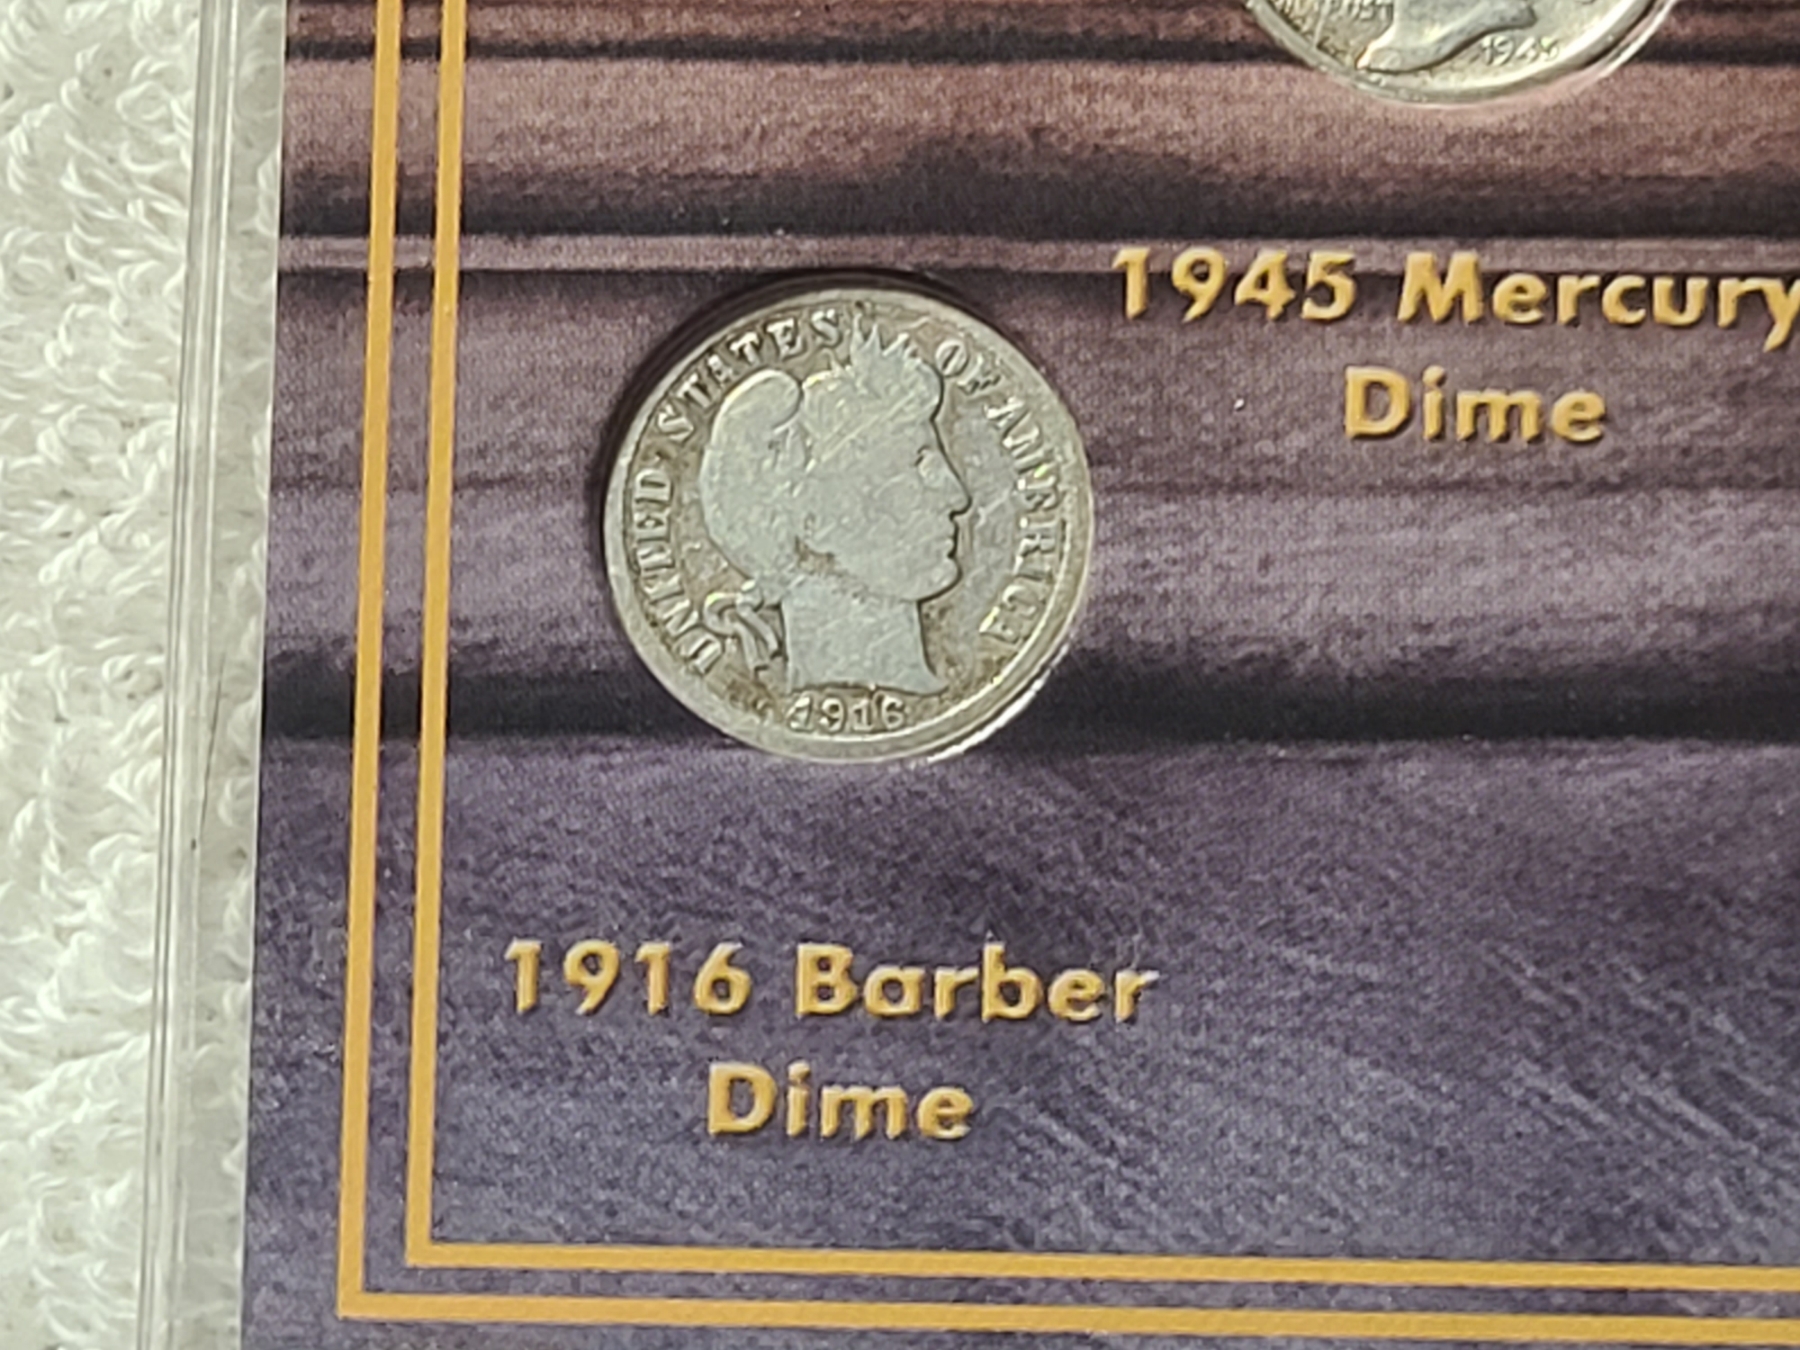 1945 Mercury
Dime
UNITED STATES OF AMERICA
1916
1916 Barber
Dime